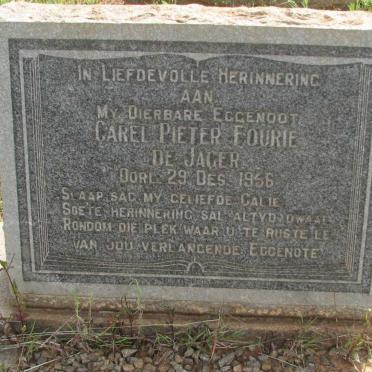 IN LIEFDEVOLLE HERINNERING
AAN
MY DIERBARE EGGENOOT
CAREL PIETER FOURIE
DE JAGER
OORL. 29 DES. 1956
SLAAP SAG MY GELIEFDE CALIE
SOETE HERINNERING SAL ALTYD DWAAL
RONDOM DIE PLEK WAAR U TE RUSTE LÊ
VAN JOU VERLANGENDE EGGENOTE